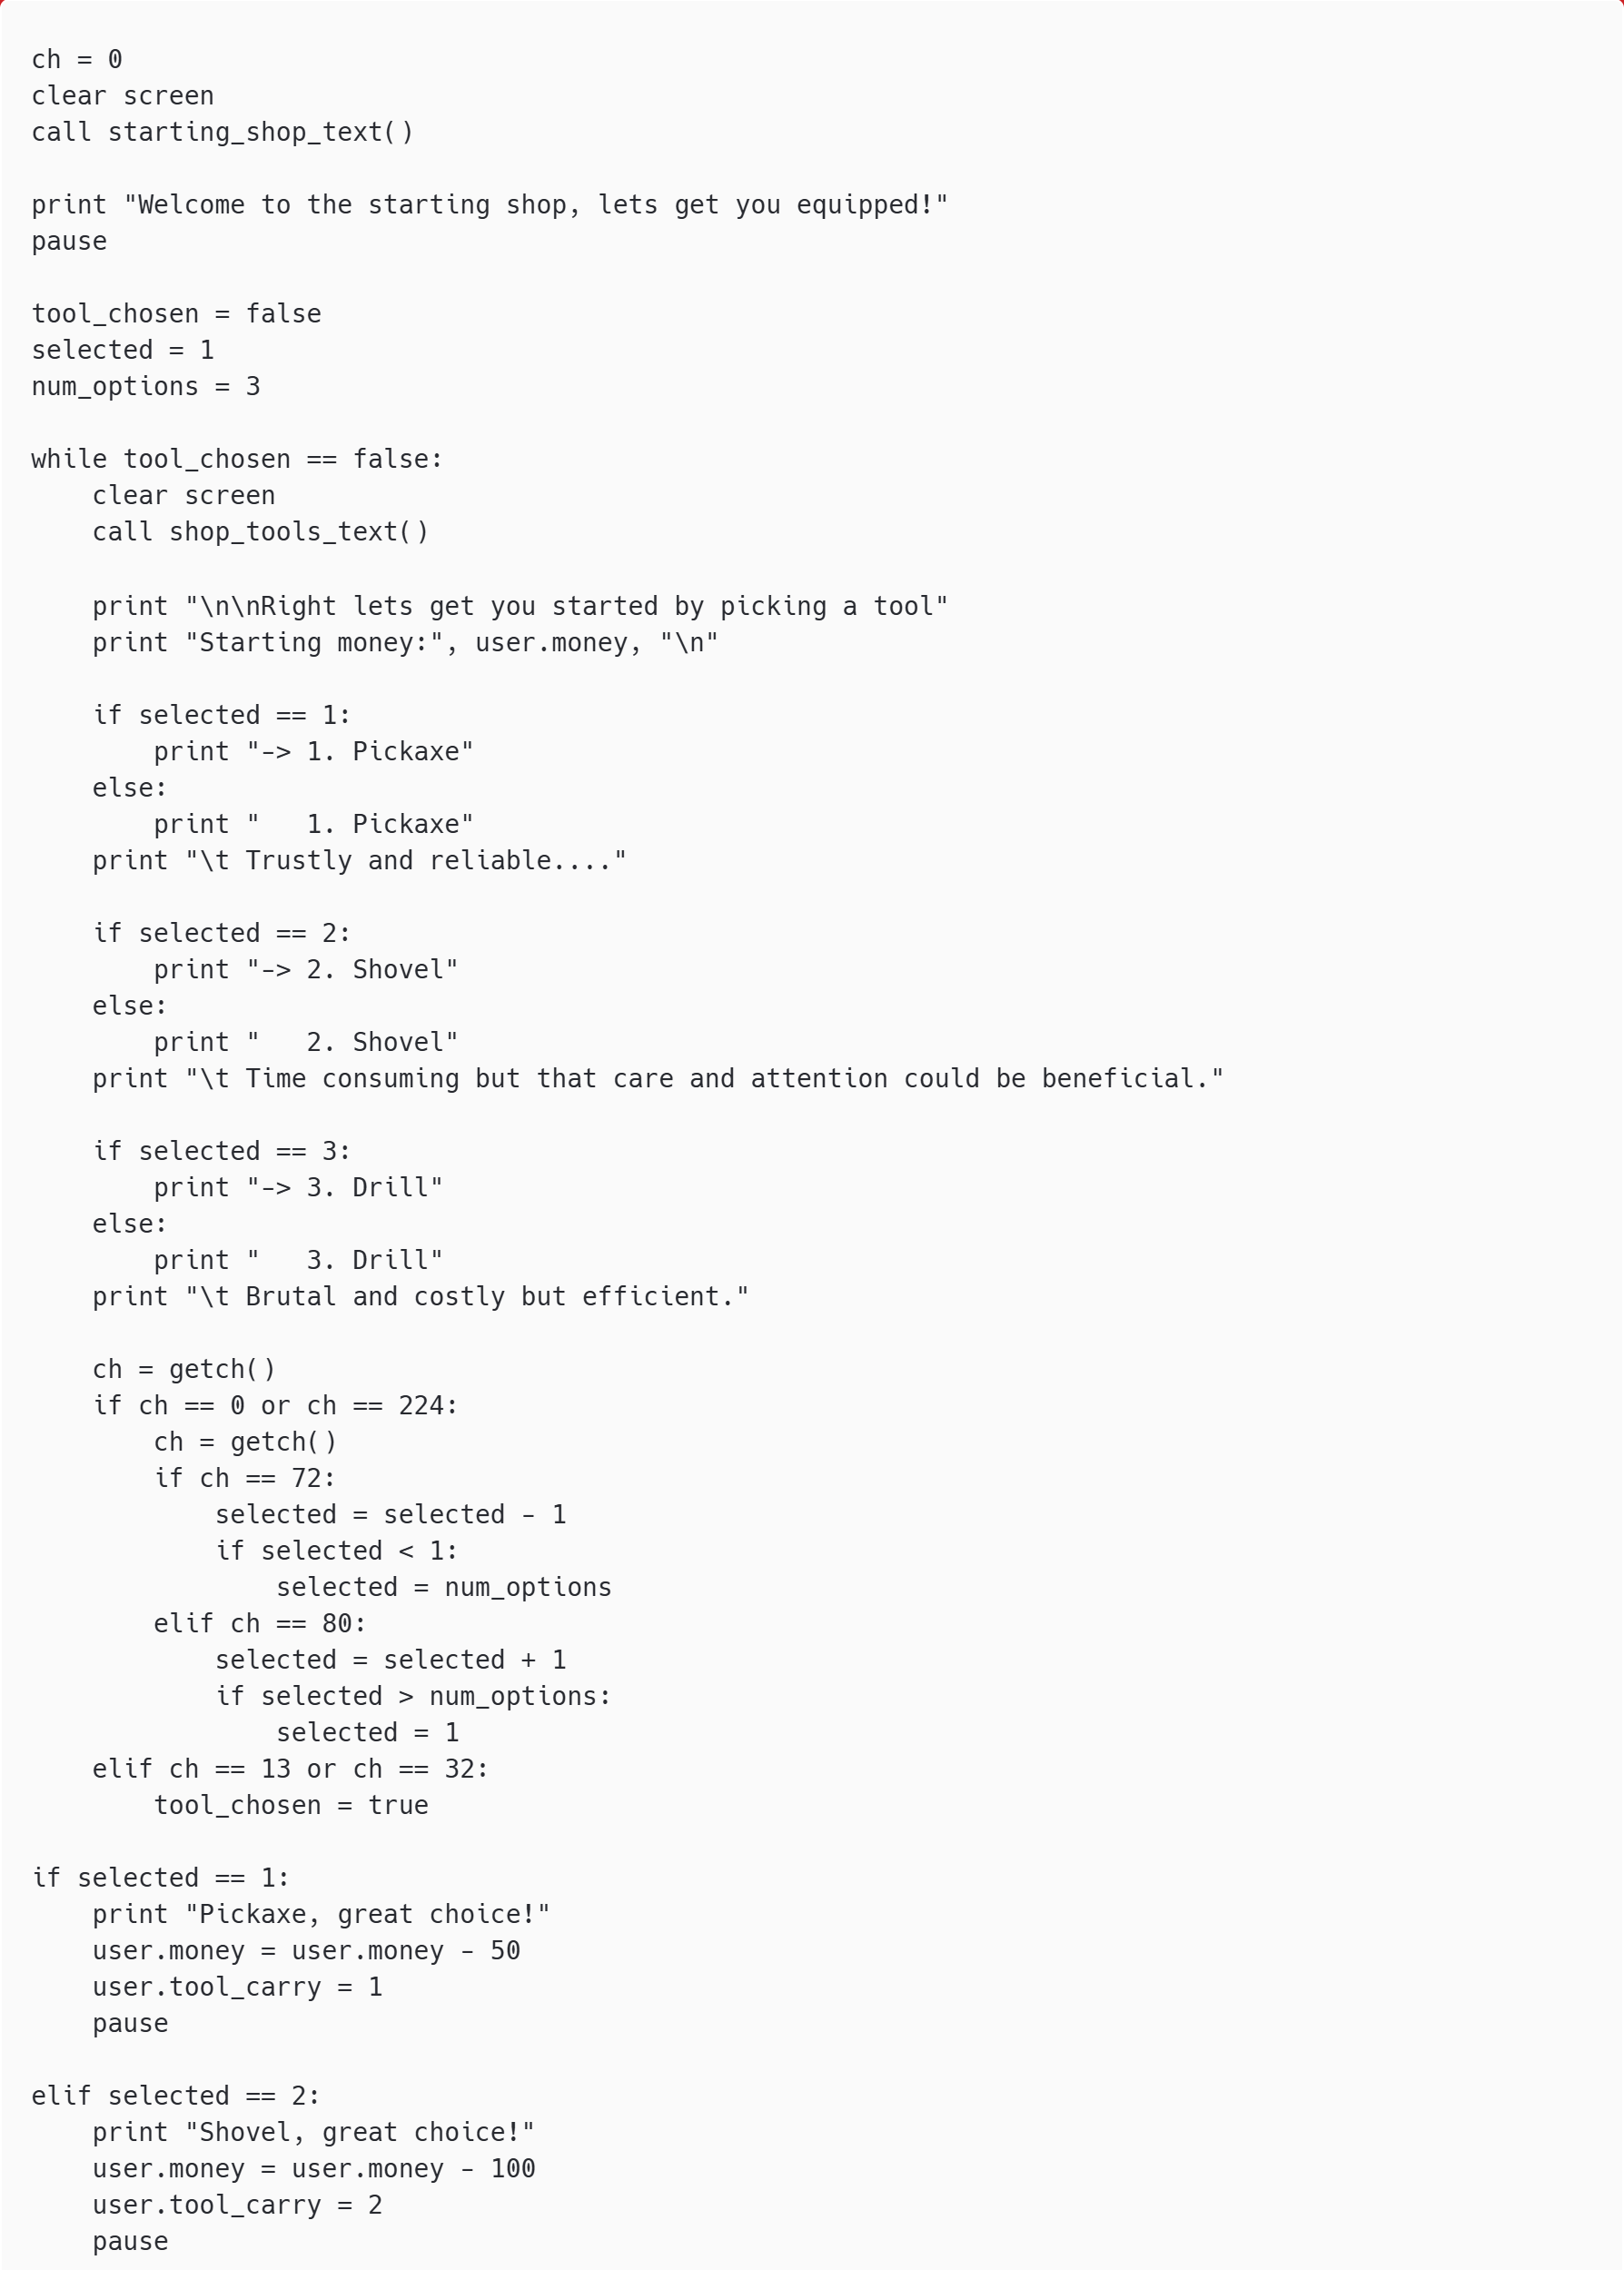 ch = 0
clear screen
call starting_shop_text()

print "Welcome to the starting shop, lets get you equipped!"
pause

tool_chosen = false
selected = 1
num_options = 3

while tool_chosen == false:
    clear screen
    call shop_tools_text()

    print "\n\nRight lets get you started by picking a tool"
    print "Starting money:", user.money, "\n"

    if selected == 1:
        print "-> 1. Pickaxe"
    else:
        print "   1. Pickaxe"
    print "\t Trustly and reliable...."

    if selected == 2:
        print "-> 2. Shovel"
    else:
        print "   2. Shovel"
    print "\t Time consuming but that care and attention could be beneficial."

    if selected == 3:
        print "-> 3. Drill"
    else:
        print "   3. Drill"
    print "\t Brutal and costly but efficient."

    ch = getch()
    if ch == 0 or ch == 224:
        ch = getch()
        if ch == 72:
            selected = selected - 1
            if selected < 1:
                selected = num_options
        elif ch == 80:
            selected = selected + 1
            if selected > num_options:
                selected = 1
    elif ch == 13 or ch == 32:
        tool_chosen = true

if selected == 1:
    print "Pickaxe, great choice!"
    user.money = user.money - 50
    user.tool_carry = 1
    pause

elif selected == 2:
    print "Shovel, great choice!"
    user.money = user.money - 100
    user.tool_carry = 2
    pause